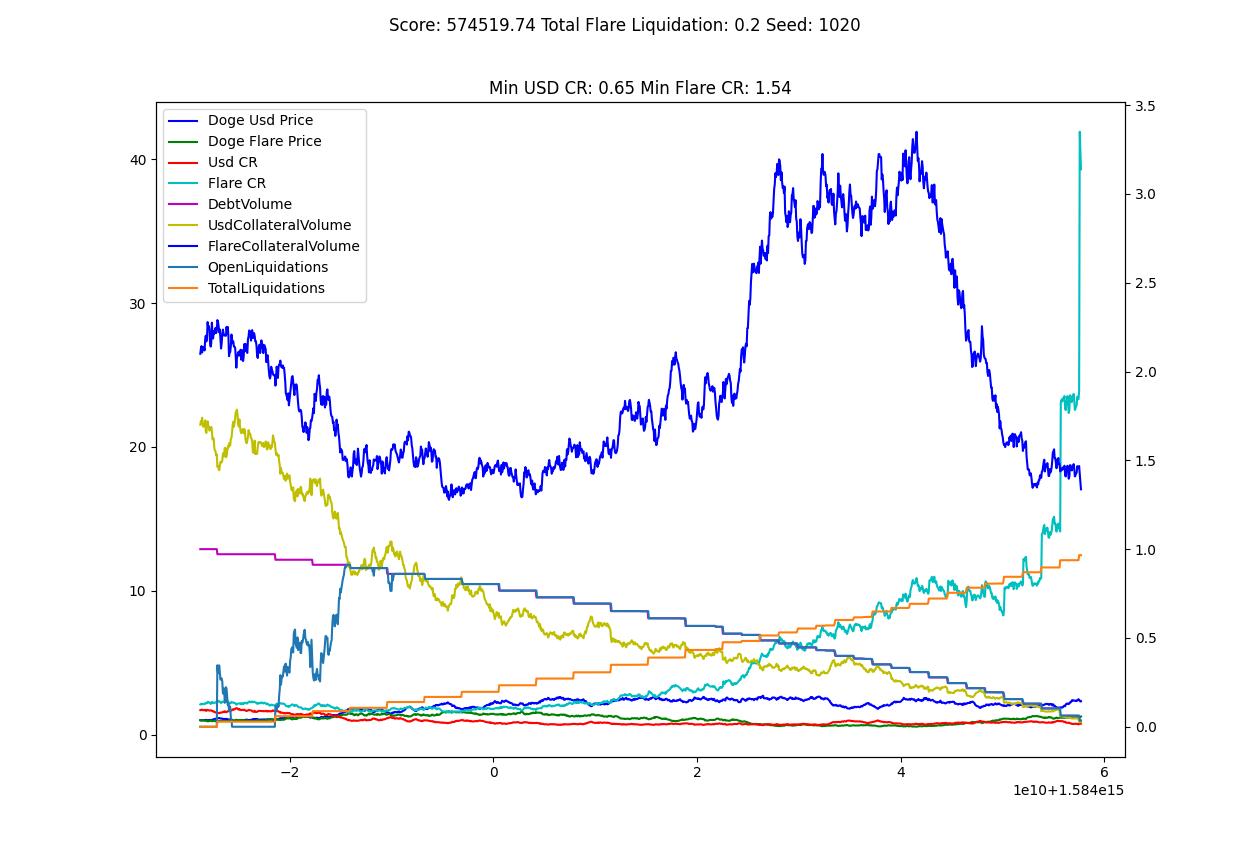 Score: 574519.74 Total Flare Liquidation: 0.2 Seed: 1020
Min USD CR: 0.65 Min Flare CR: 1.54
Doge Usd Price
Doge Flare Price
Usd CR
Flare CR
DebtVolume
UsdCollateralVolume
FlareCollateralVolume
OpenLiquidations
TotalLiquidations
40
30
20
10
0
3.5
3.0
2.5
2.0
1.5
1.0
0.5
0.0
−2
0
2
4
6
1e10+1.584e15